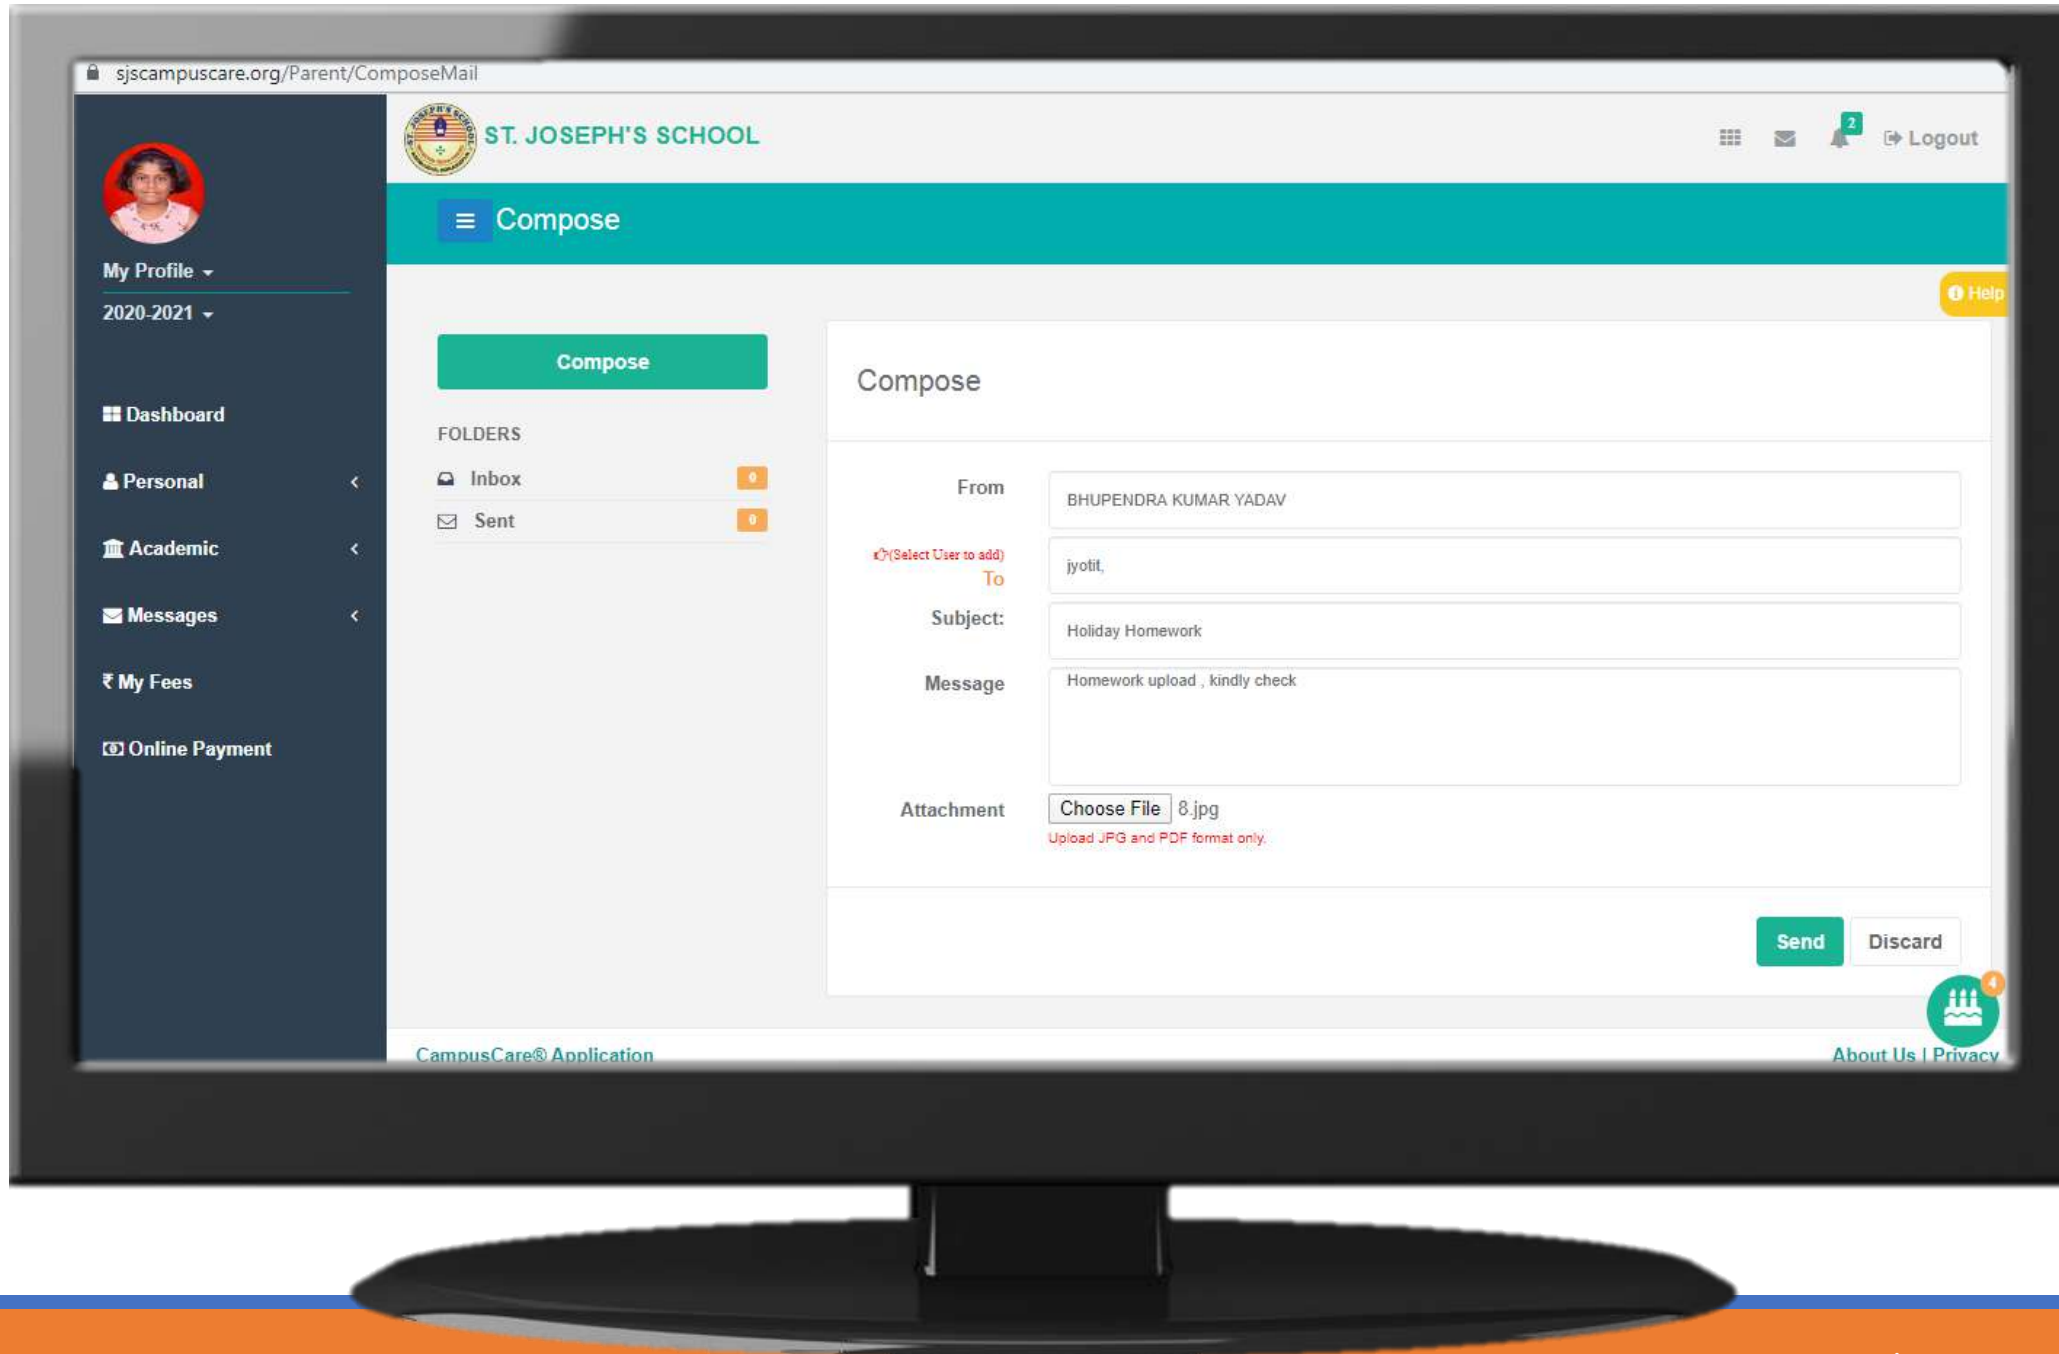 sjscampuscare.org/Parent/ComposeMail
ST. JOSEPH'S SCHOOL
2
Logout
Compose
My Profile
2020-2021
Help
Dashboard
Personal
Academic
Messages
₹ My Fees
Online Payment
Compose
FOLDERS
Inbox 0
Sent 0
Compose
From BHUPENDRA KUMAR YADAV
(Select User to add)
To jyotit,
Subject: Holiday Homework
Message Homework upload , kindly check
Attachment Choose File 8.jpg
Upload JPG and PDF format only.
Send Discard
4
CampusCare® Application
About Us | Privacy